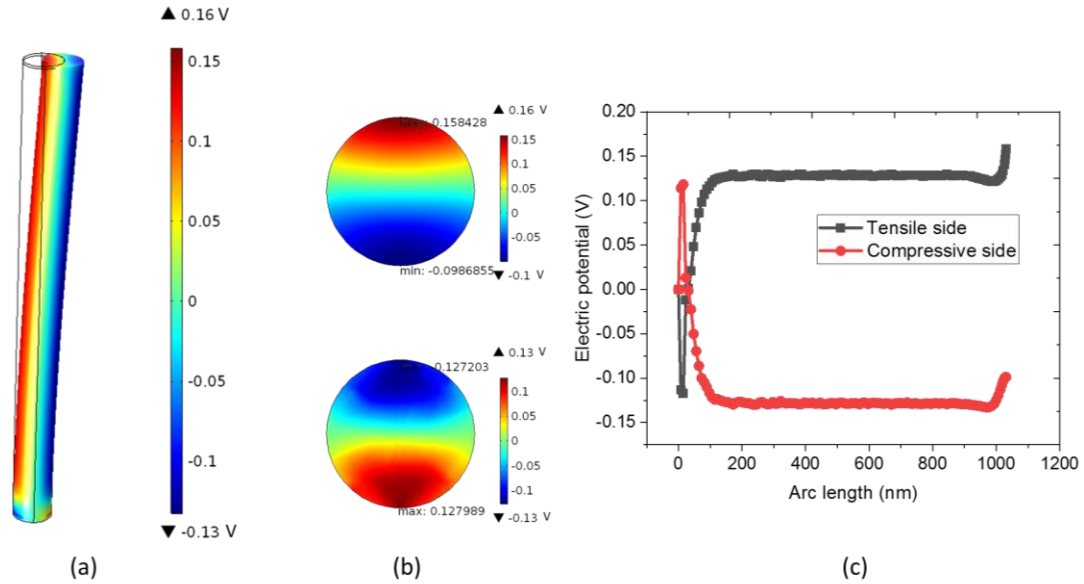 ▲ 0.16 V
0.15
0.1
0.05
0
-0.05
-0.1
▼ -0.13 V
(a)
0.158428
▲ 0.16 V
0.15
0.10
0.05
0
-0.05
min: -0.0986855
▼ -0.1 V
-0.127203
▲ 0.13 V
0.1
0.05
0
-0.05
-0.1
max: 0.127989
▼ -0.13 V
(b)
Electric potential (V)
0.20
0.15
0.10
0.05
0.00
-0.05
-0.10
-0.15
Tensile side
Compressive side
0
200
400
600
800
1000
1200
Arc length (nm)
(c)